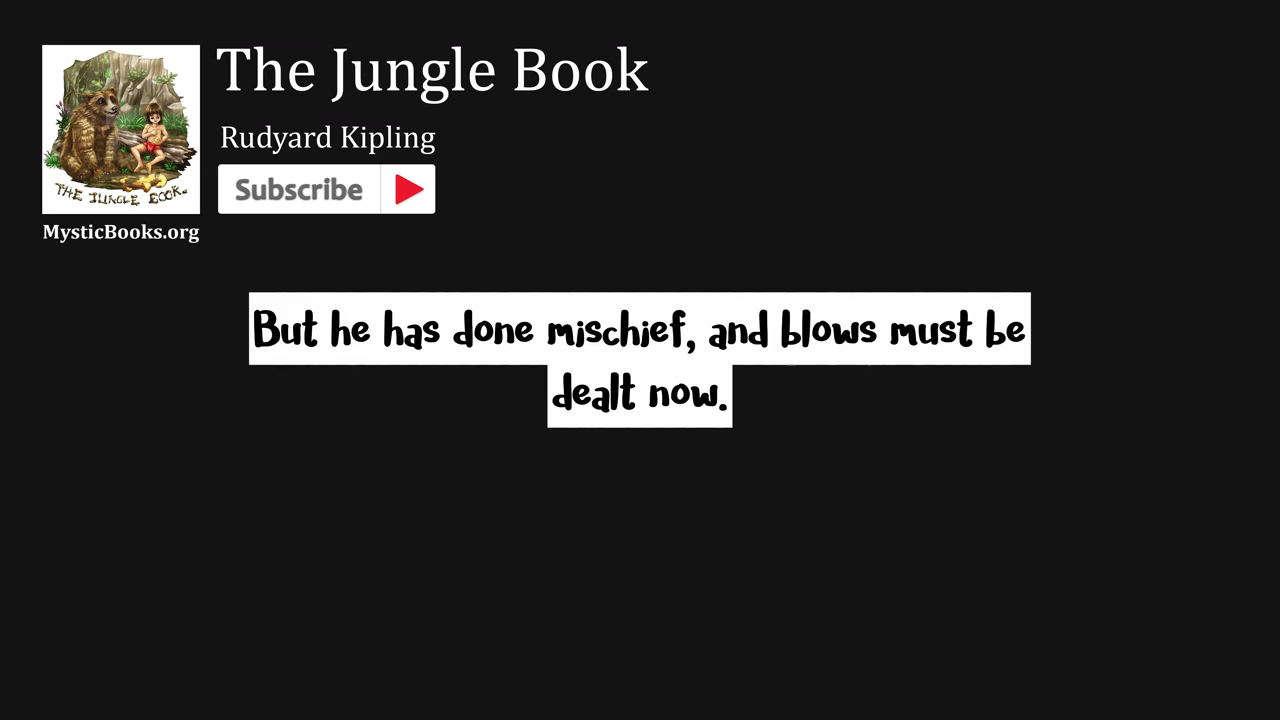 The Jungle Book
Rudyard Kipling
Subscribe
THE JUNGLE BOOK.
MysticBooks.org
But he has done mischief, and blows must be
dealt now.